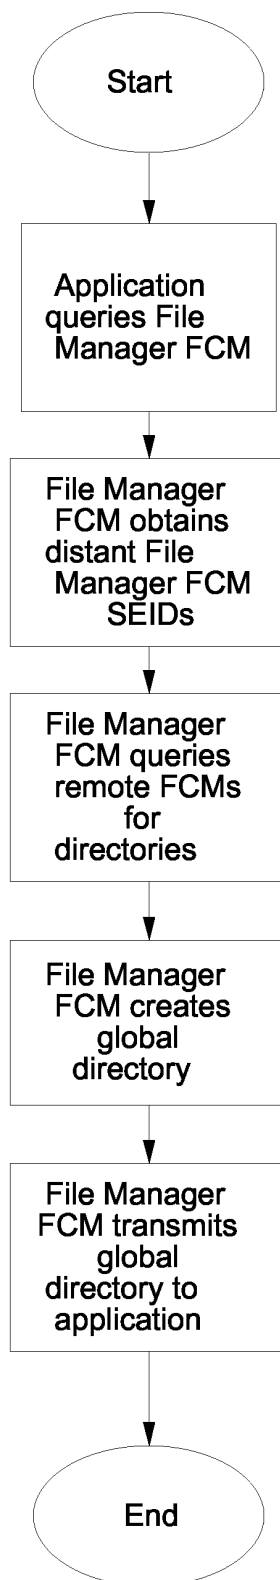 Start
Application
queries File
Manager FCM
File Manager
FCM obtains
distant File
Manager FCM
SEIDs
File Manager
FCM queries
remote FCMs
for
directories
File Manager
FCM creates
global
directory
File Manager
FCM transmits
global
directory to
application
End